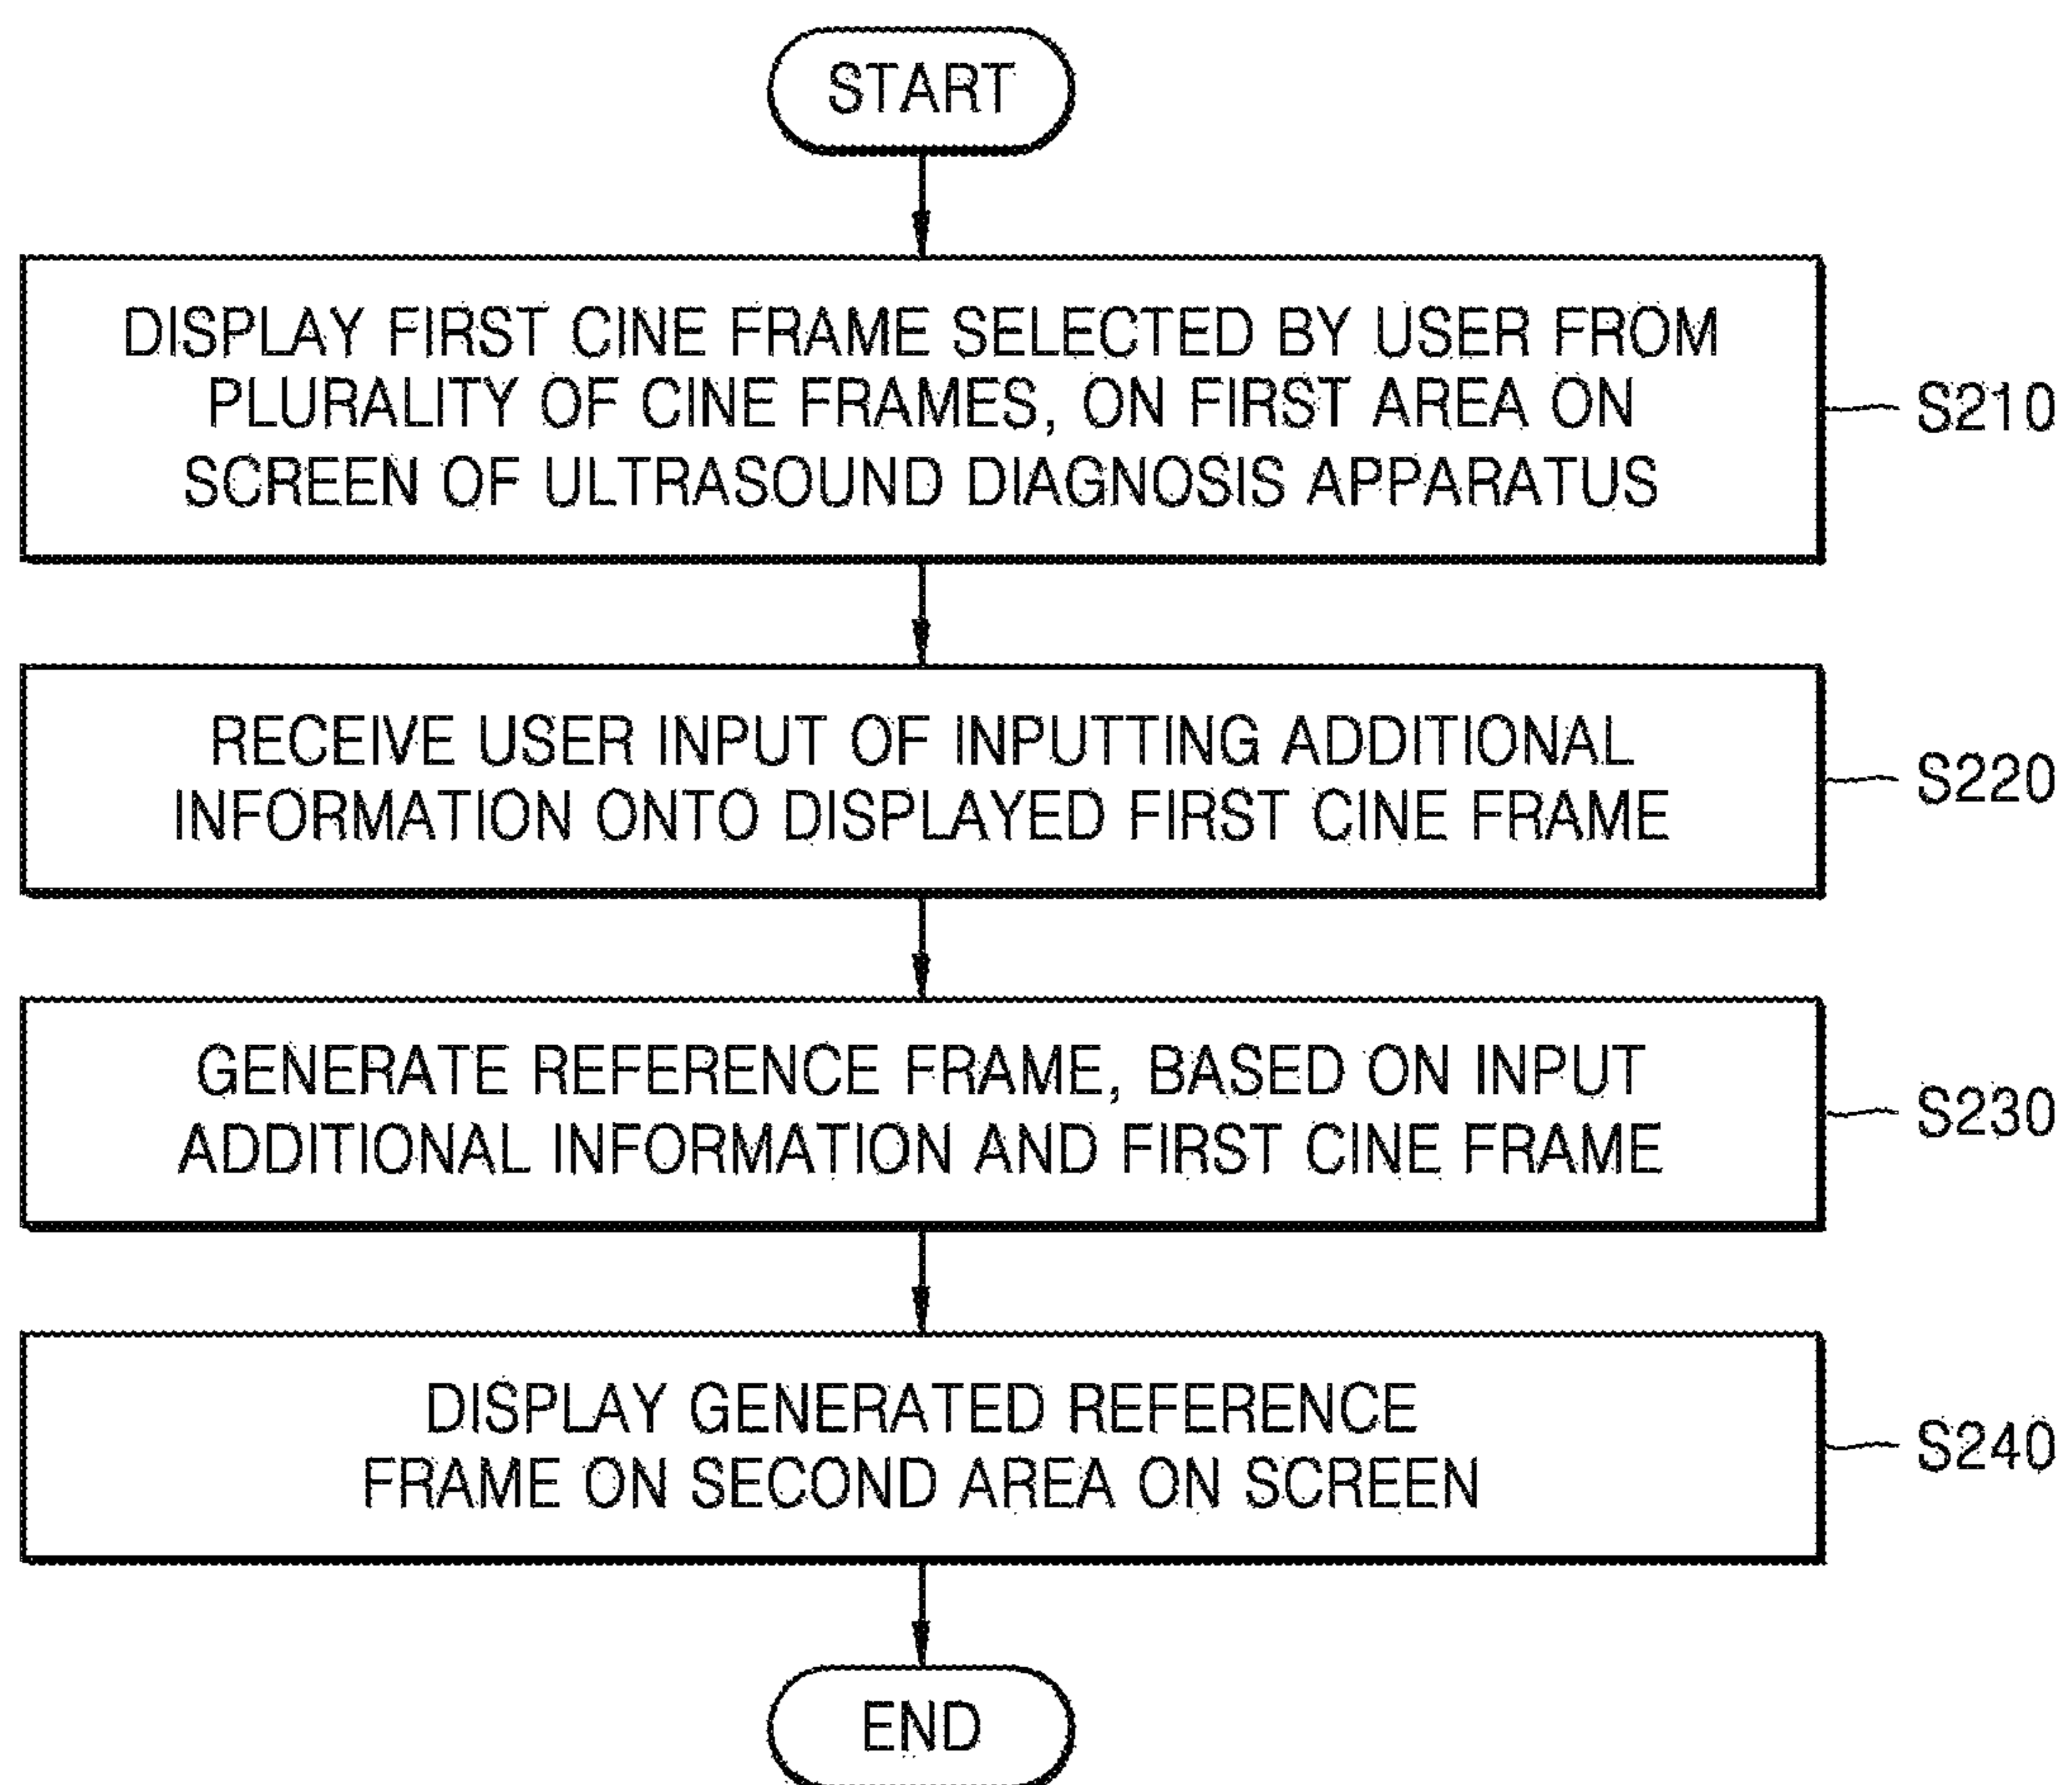 START
DISPLAY FIRST CINE FRAME SELECTED BY USER FROM
PLURALITY OF CINE FRAMES, ON FIRST AREA ON
SCREEN OF ULTRASOUND DIAGNOSIS APPARATUS
S210
RECEIVE USER INPUT OF INPUTTING ADDITIONAL
INFORMATION ONTO DISPLAYED FIRST CINE FRAME
S220
GENERATE REFERENCE FRAME, BASED ON INPUT
ADDITIONAL INFORMATION AND FIRST CINE FRAME
S230
DISPLAY GENERATED REFERENCE
FRAME ON SECOND AREA ON SCREEN
S240
END